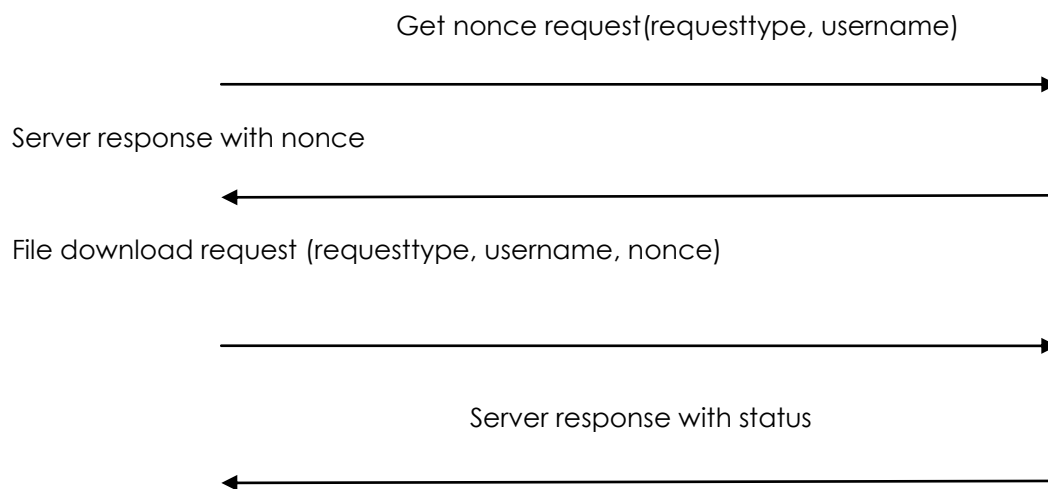 Get nonce request(requesttype, username)
Server response with nonce
File download request (requesttype, username, nonce)
Server response with status